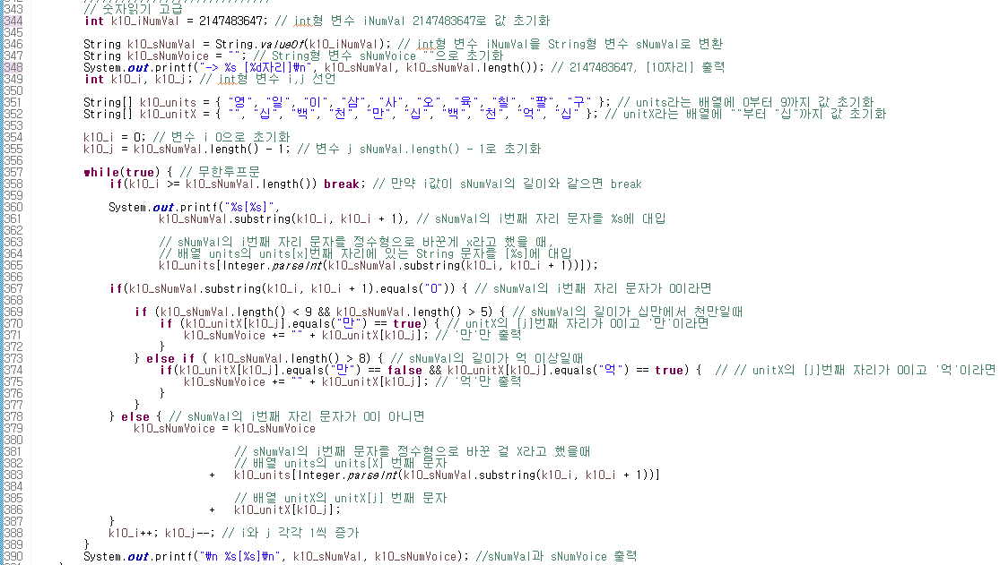 343 // 숫자읽기 고급
344 int k10_iNumVal = 2147483647; // int형 변수 iNumVal 2147483647로 값 초기화
345
346 String k10_sNumVal = String.valueOf(k10_iNumVal); // int형 변수 iNumVal을 String형 변수 sNumVal로 변환
347 String k10_sNumVoice = ""; // String형 변수 sNumVoice ""으로 초기화
348 System.out.printf("-> %s [%d자리]₩n", k10_sNumVal, k10_sNumVal.length()); // 2147483647, [10자리] 출력
349 int k10_i, k10_j; // int형 변수 i,j 선언
350
351 String[] k10_units = { "영", "일", "이", "삼", "사", "오", "육", "칠", "팔", "구" }; // units라는 배열에 0부터 9까지 값 초기화
352 String[] k10_unitX = { "", "십", "백", "천", "만", "십", "백", "천", "억", "십" }; // unitX라는 배열에 ""부터 "십"까지 값 초기화
353
354 k10_i = 0; // 변수 i 0으로 초기화
355 k10_j = k10_sNumVal.length() - 1; // 변수 j sNumVal.length() - 1로 초기화
356
357 while(true) { // 무한루프문
358 if(k10_i >= k10_sNumVal.length()) break; // 만약 i값이 sNumVal의 길이와 같으면 break
359
360 System.out.printf("%s[%s]",
361 k10_sNumVal.substring(k10_i, k10_i + 1), // sNumVal의 i번째 자리 문자를 %s에 대입
362
363 // sNumVal의 i번째 자리 문자를 정수형으로 바꾼게 x라고 했을 때,
364 // 배열 units의 units[x]번째 자리에 있는 String 문자를 [%s]에 대입
365 k10_units[Integer.parseInt(k10_sNumVal.substring(k10_i, k10_i + 1))]);
366
367 if(k10_sNumVal.substring(k10_i, k10_i + 1).equals("0")) { // sNumVal의 i번째 자리 문자가 0이라면
368
369 if (k10_sNumVal.length() < 9 && k10_sNumVal.length() > 5) { // sNumVal의 길이가 십만에서 천만일때
370 if (k10_unitX[k10_j].equals("만") == true) { // unitX의 [j]번째 자리가 0이고 '만'이라면
371 k10_sNumVoice += "" + k10_unitX[k10_j]; // '만'만 출력
372 }
373 } else if ( k10_sNumVal.length() > 8) { // sNumVal의 길이가 억 이상일때
374 if(k10_unitX[k10_j].equals("만") == false && k10_unitX[k10_j].equals("억") == true) { // // unitX의 [j]번째 자리가 0이고 '억'이라면
375 k10_sNumVoice += "" + k10_unitX[k10_j]; // '억'만 출력
376 }
377 }
378 } else { // sNumVal의 i번째 자리 문자가 0이 아니면
379 k10_sNumVoice = k10_sNumVoice
380
381 // sNumVal의 i번째 문자를 정수형으로 바꾼 걸 X라고 했을때
382 // 배열 units의 units[X] 번째 문자
383 + k10_units[Integer.parseInt(k10_sNumVal.substring(k10_i, k10_i + 1))]
384
385 // 배열 unitX의 unitX[j] 번째 문자
386 + k10_unitX[k10_j];
387 }
388 k10_i++; k10_j--; // i와 j 각각 1씩 증가
389 }
390 System.out.printf("₩n %s[%s]₩n", k10_sNumVal, k10_sNumVoice); //sNumVal과 sNumVoice 출력